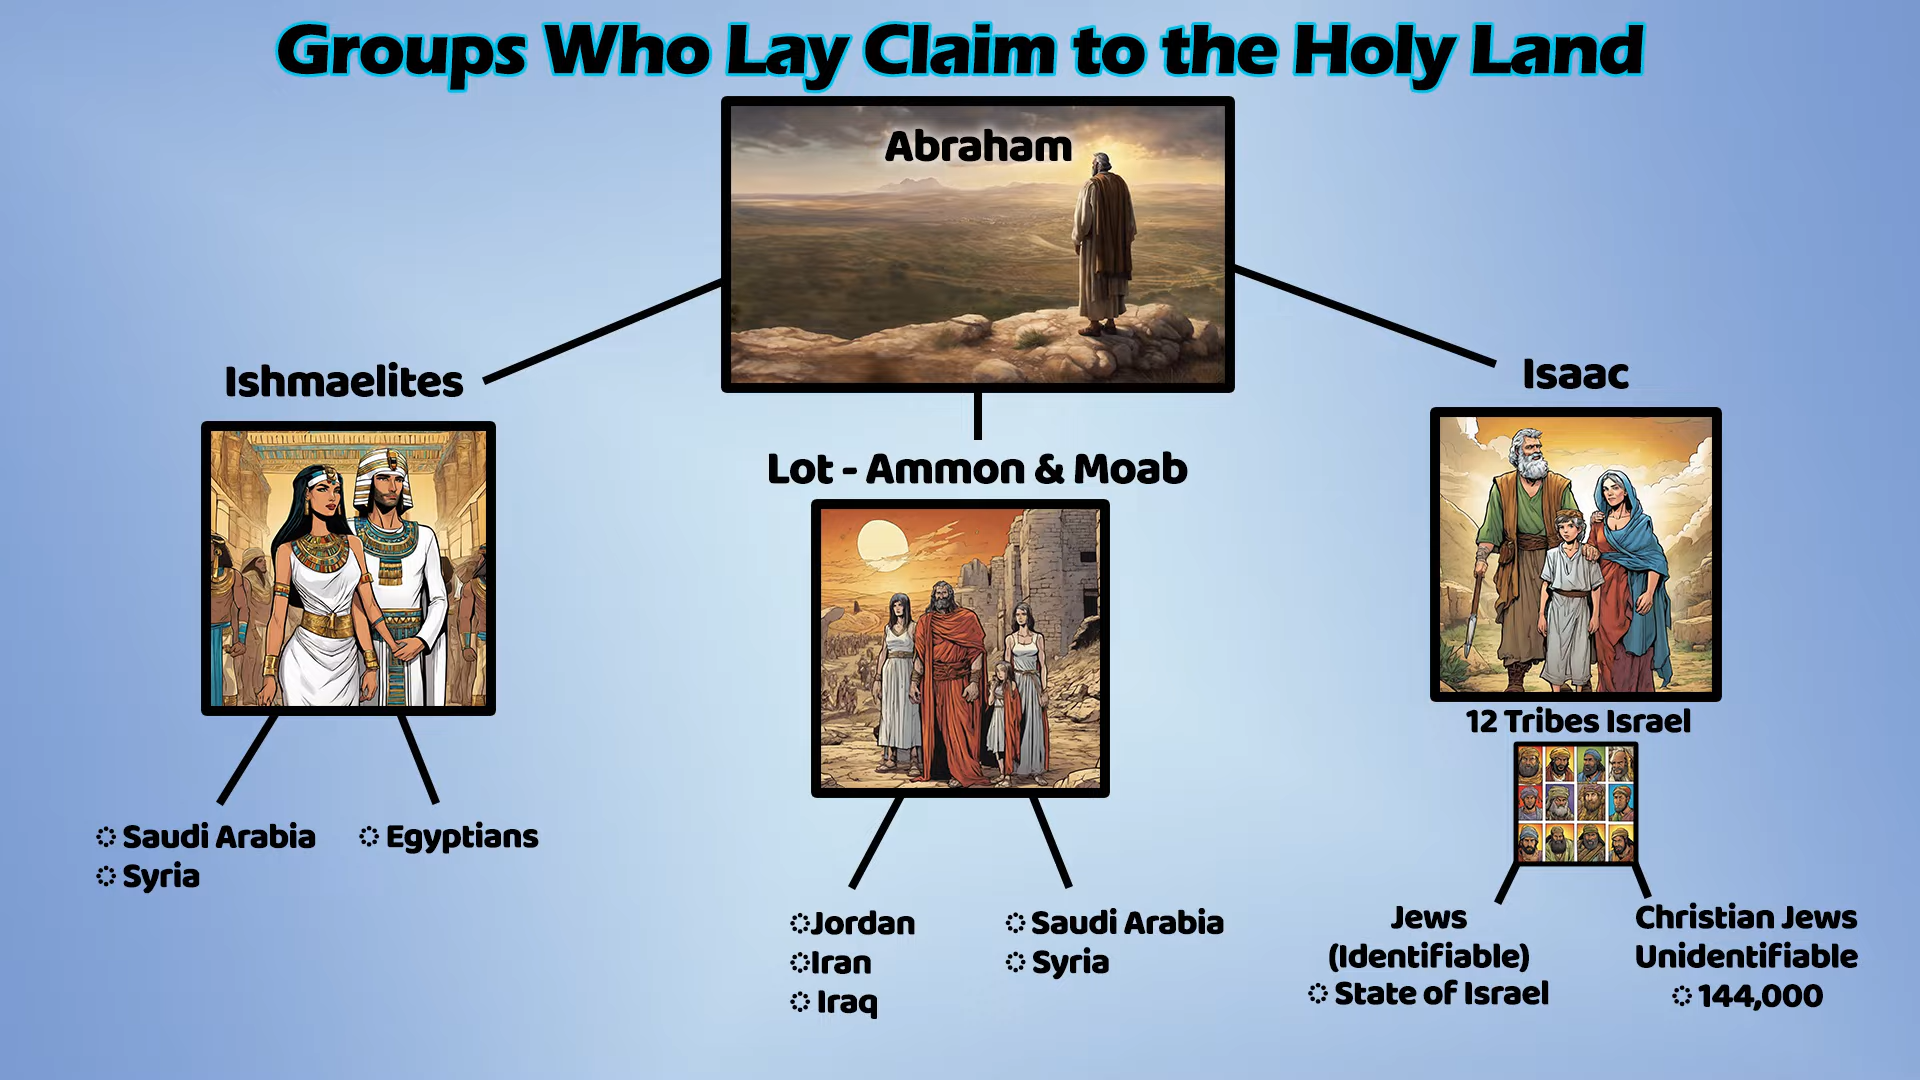 Groups Who Lay Claim to the Holy Land
Abraham
Ishmaelites
Saudi Arabia
Syria
Egyptians
Lot - Ammon & Moab
Jordan
Iran
Iraq
Saudi Arabia
Syria
Isaac
12 Tribes Israel
Jews
(Identifiable)
State of Israel
Christian Jews
Unidentifiable
144,000